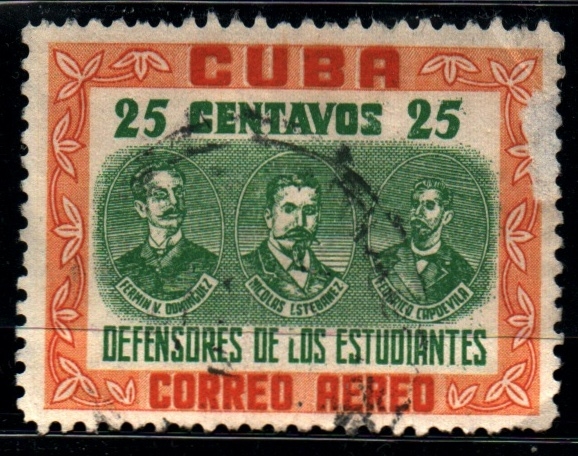 CUBA
25 CENTAVOS 25
FERMIN V. DOMINGUEZ
NICOLAS ESTEBANEZ
FEDERICO CAPDEVILA
DEFENSORES DE LOS ESTUDIANTES
CORREO AEREO